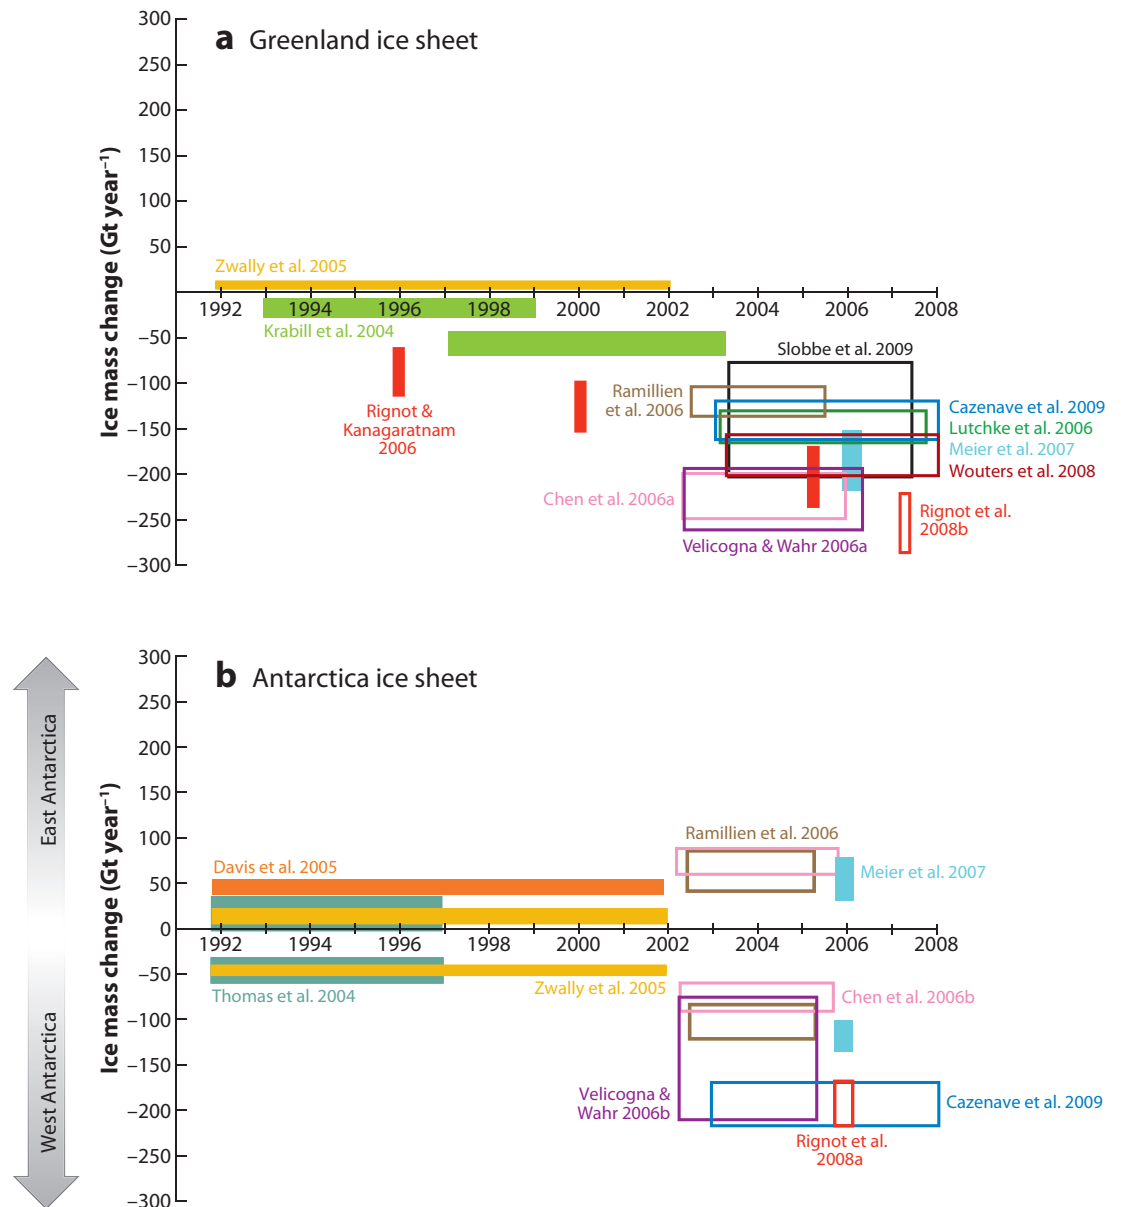 a Greenland ice sheet
Ice mass change (Gt year⁻¹)
300
250
200
150
100
50
–50
–100
–150
–200
–250
–300
1992
1994
1996
1998
2000
2002
2004
2006
2008
Zwally et al. 2005
Krabill et al. 2004
Rignot &
Kanagaratnam
2006
Slobbe et al. 2009
Ramillien
et al. 2006
Cazenave et al. 2009
Lutchke et al. 2006
Meier et al. 2007
Wouters et al. 2008
Chen et al. 2006a
Rignot et al.
2008b
Velicogna & Wahr 2006a
b Antarctica ice sheet
East Antarctica
West Antarctica
Ice mass change (Gt year⁻¹)
300
250
200
150
100
50
0
–50
–100
–150
–200
–250
–300
1992
1994
1996
1998
2000
2002
2004
2006
2008
Ramillien et al. 2006
Davis et al. 2005
Meier et al. 2007
Thomas et al. 2004
Zwally et al. 2005
Chen et al. 2006b
Velicogna &
Wahr 2006b
Cazenave et al. 2009
Rignot et al.
2008a